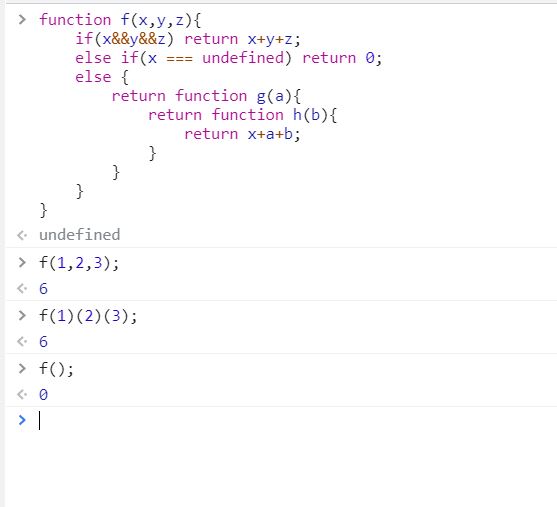 > function f(x,y,z){
if(x&&y&&z) return x+y+z;
else if(x === undefined) return 0;
else {
return function g(a){
return function h(b){
return x+a+b;
}
}
}
}
undefined
> f(1,2,3);
6
> f(1)(2)(3);
6
> f();
0
>